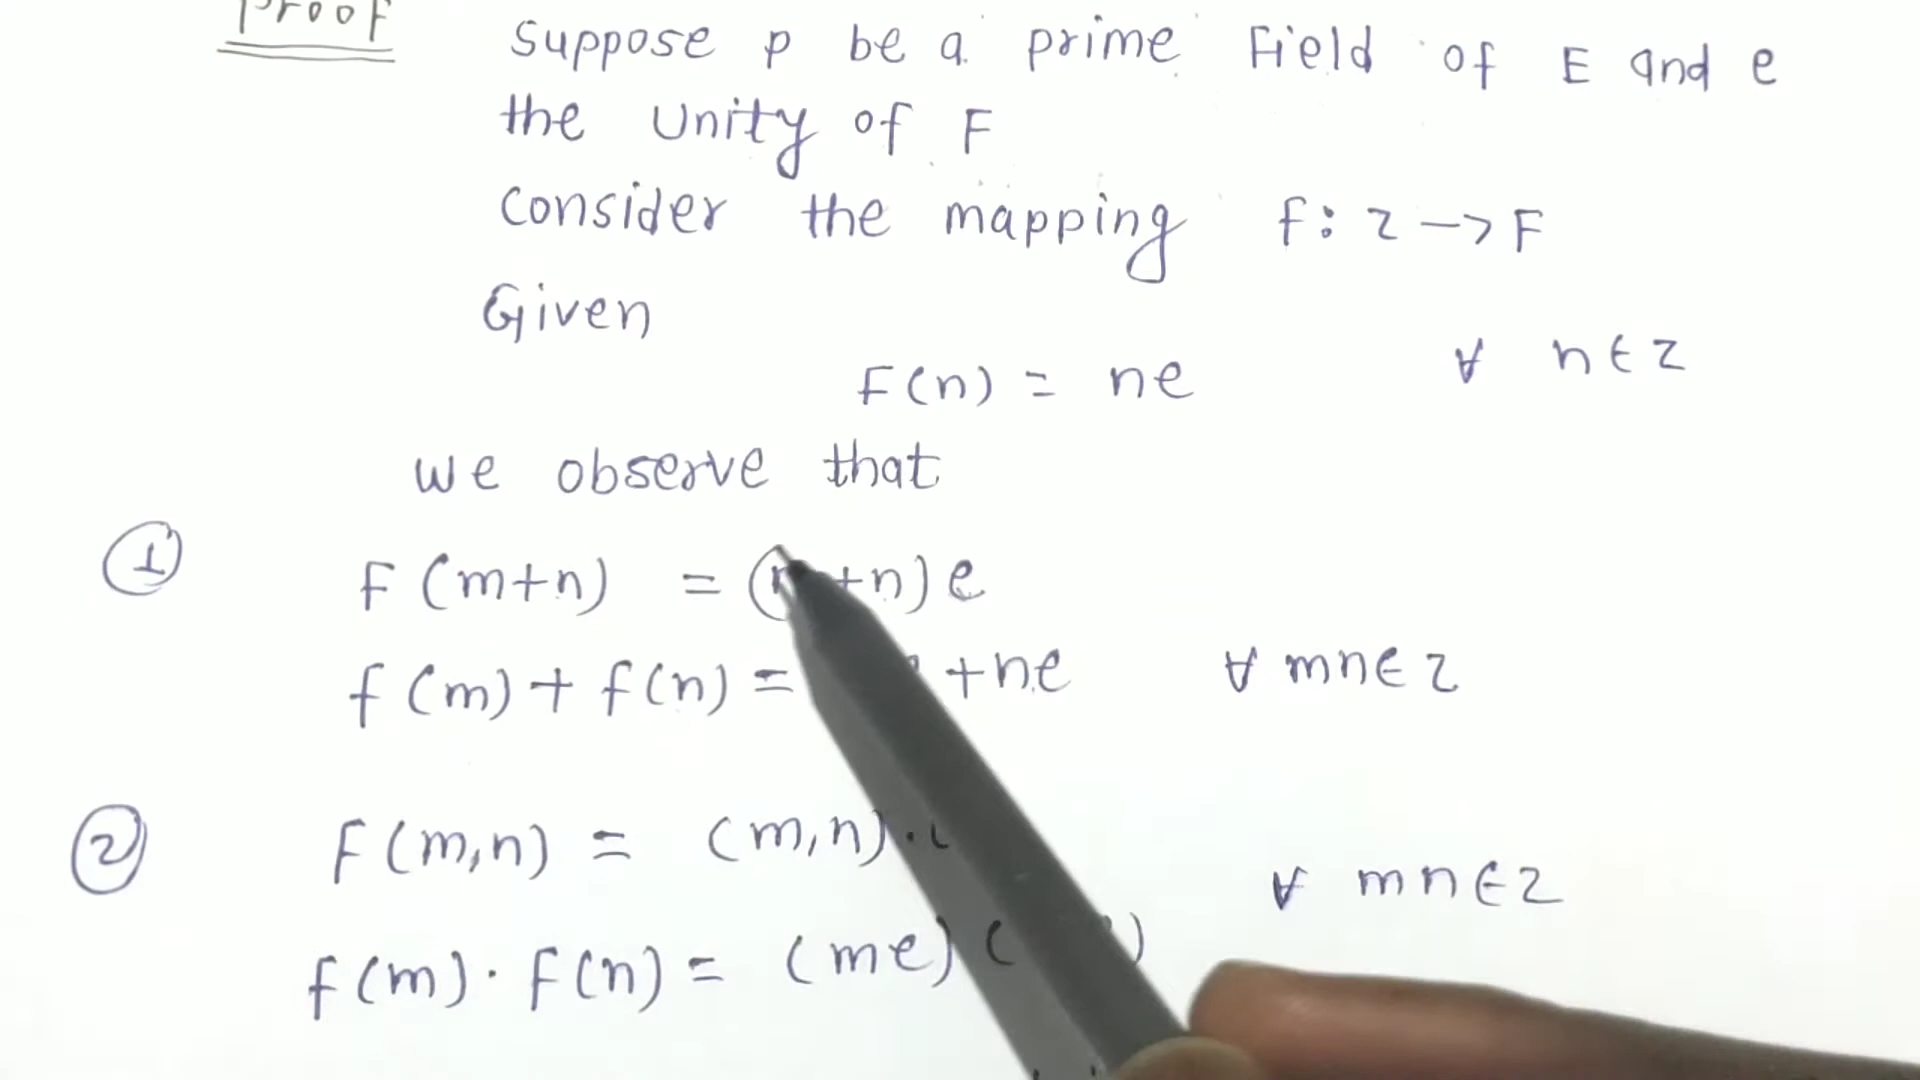 Proof
Suppose p be a prime Field of E and e
the Unity of F
Consider the mapping f: z → F
Given
F(n) = ne ∀ n ∈ z
we observe that
① F(m+n) = (m+n)e
f(m) + f(n) = +ne ∀ mn ∈ z
② F(m,n) = (m,n)·
∀ mn ∈ z
f(m)·F(n) = (me) (